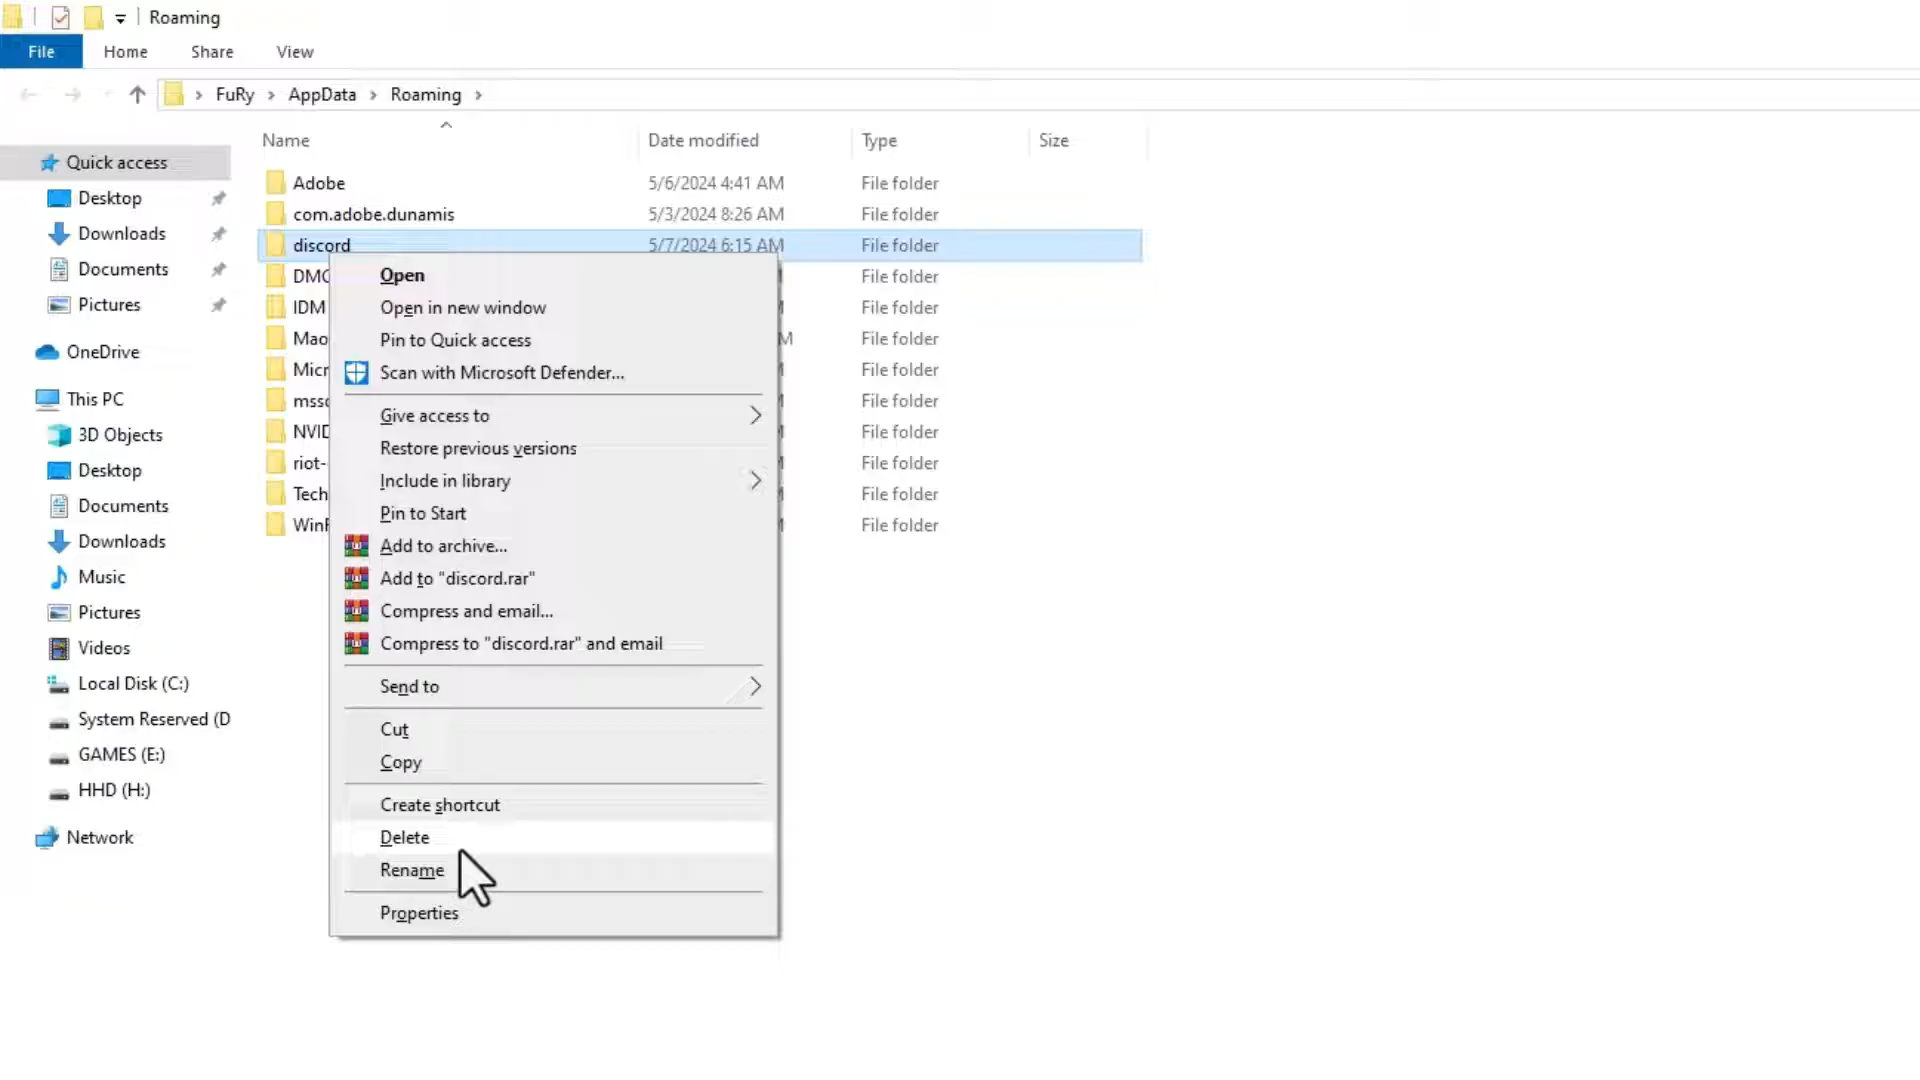 Roaming
File Home Share View
FuRy AppData Roaming
Name Date modified Type Size
Quick access
Desktop
Downloads
Documents
Pictures
OneDrive
This PC
3D Objects
Desktop
Documents
Downloads
Music
Pictures
Videos
Local Disk (C:)
System Reserved (D
GAMES (E:)
HHD (H:)
Network
Adobe 5/6/2024 4:41 AM File folder
com.adobe.dunamis 5/3/2024 8:26 AM File folder
discord 5/7/2024 6:15 AM File folder
DMC File folder
IDM File folder
Mao M File folder
Micr File folder
msso File folder
NVID File folder
riot- File folder
Tech File folder
WinR File folder
Open
Open in new window
Pin to Quick access
Scan with Microsoft Defender...
Give access to
Restore previous versions
Include in library
Pin to Start
Add to archive...
Add to "discord.rar"
Compress and email...
Compress to "discord.rar" and email
Send to
Cut
Copy
Create shortcut
Delete
Rename
Properties